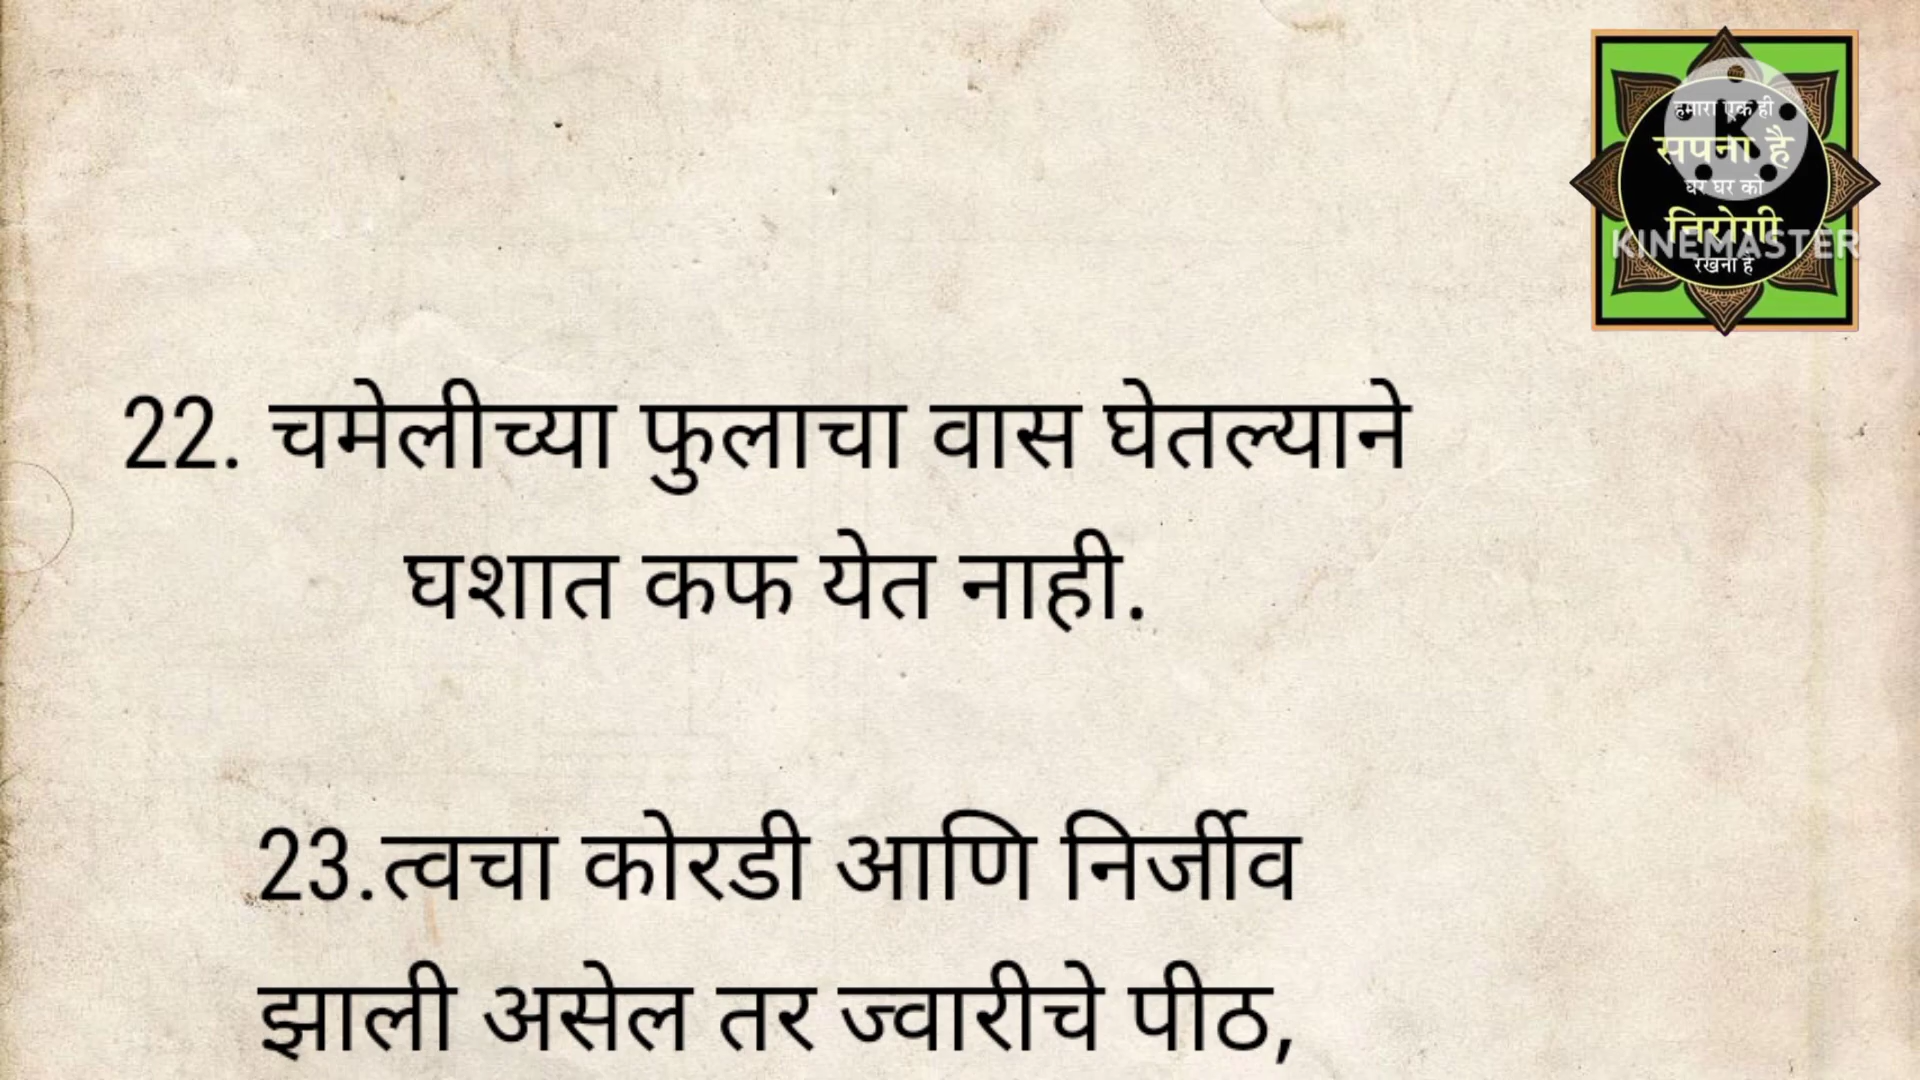 हमारा एक ही
सपना है
घर घर को
निरोगी
रखना है
KINEMASTER
22. चमेलीच्या फुलाचा वास घेतल्याने
घशात कफ येत नाही.
23.त्वचा कोरडी आणि निर्जीव
झाली असेल तर ज्वारीचे पीठ,